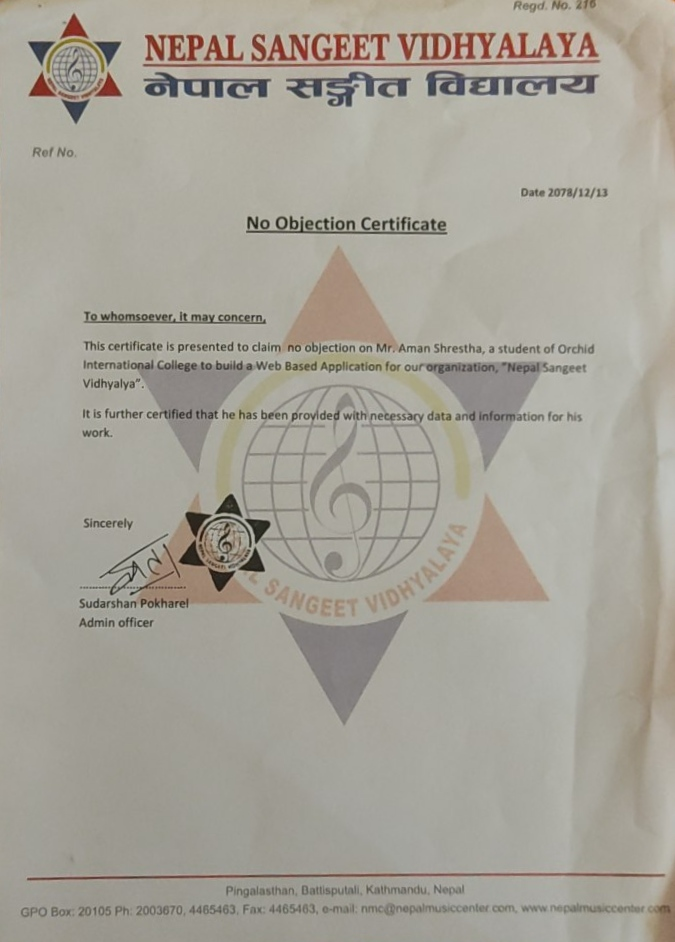 Regd. No. 216
NEPAL SANGEET VIDHYALAYA
नेपाल सङ्गीत विद्यालय
Ref No.
Date 2078/12/13
No Objection Certificate
To whomsoever, it may concern,
This certificate is presented to claim no objection on Mr. Aman Shrestha, a student of Orchid
International College to build a Web Based Application for our organization, "Nepal Sangeet
Vidhyalya".
It is further certified that he has been provided with necessary data and information for his
work.
Sincerely
NEPAL SANGEET VIDHYALAYA
Sudarshan Pokharel
Admin officer
SANGEET VIDHYALAYA
Pingalasthan, Battisputali, Kathmandu, Nepal
GPO Box: 20105 Ph: 2003670, 4465463, Fax: 4465463, e-mail: nmc@nepalmusiccenter.com, www.nepalmusiccenter.com